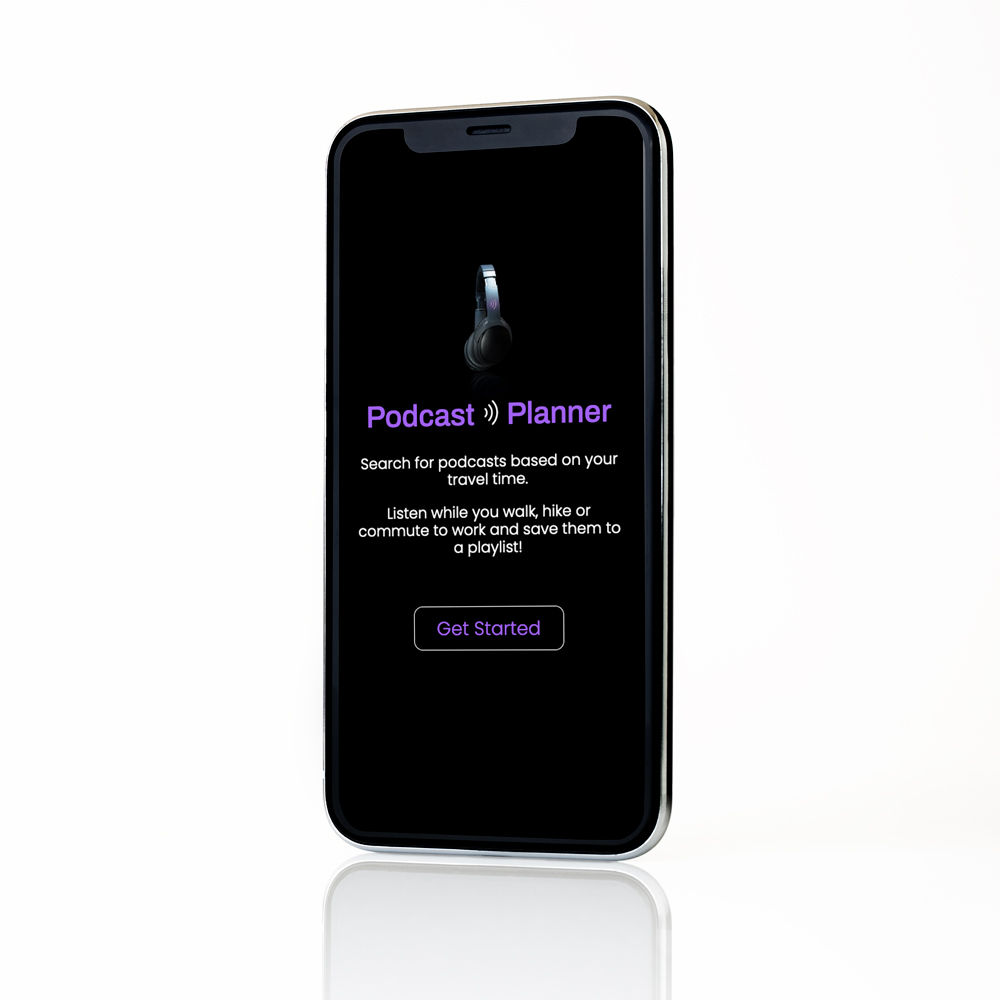 Podcast Planner
Search for podcasts based on your
travel time.
Listen while you walk, hike or
commute to work and save them to
a playlist!
Get Started